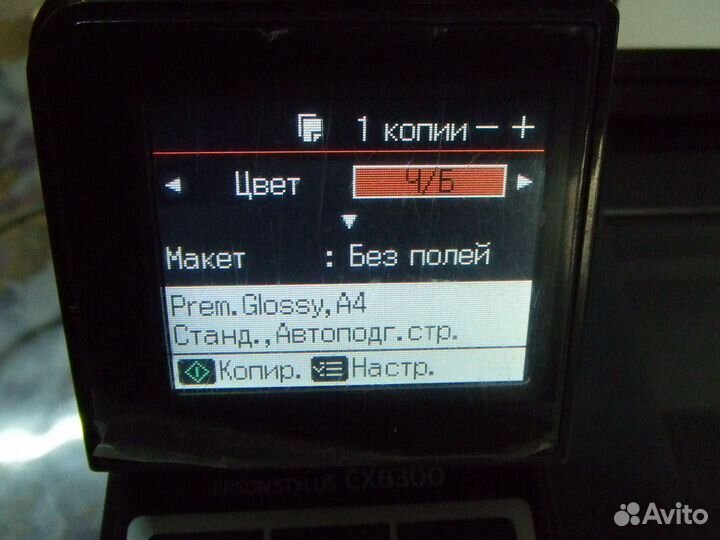 1 копии − +
Цвет Ч/Б
Макет : Без полей
Prem.Glossy,A4
Станд.,Автоподг.стр.
Копир. Настр.
EPSON STYLUS CX8300
Avito